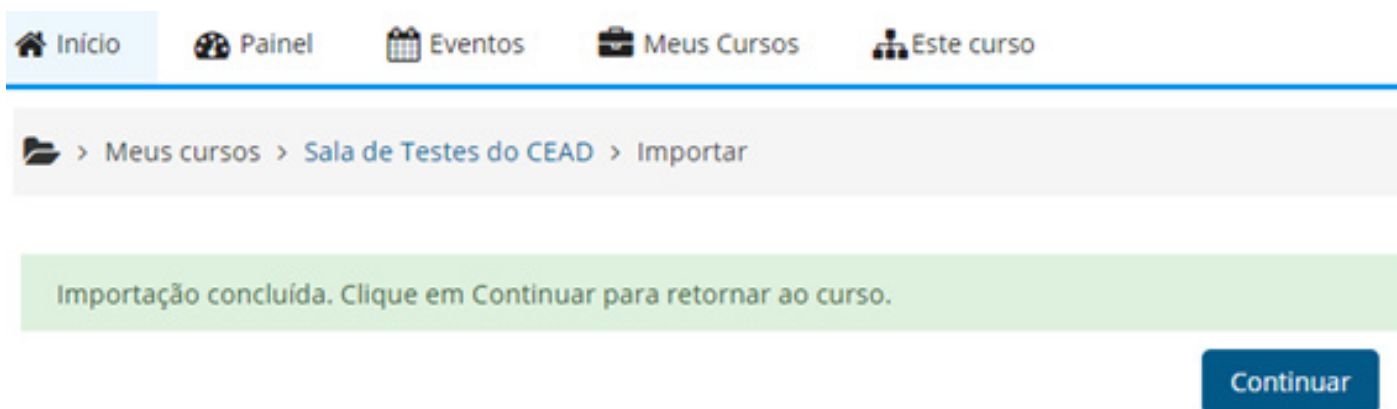 Início Painel Eventos Meus Cursos Este curso
> Meus cursos > Sala de Testes do CEAD > Importar
Importação concluída. Clique em Continuar para retornar ao curso.
Continuar